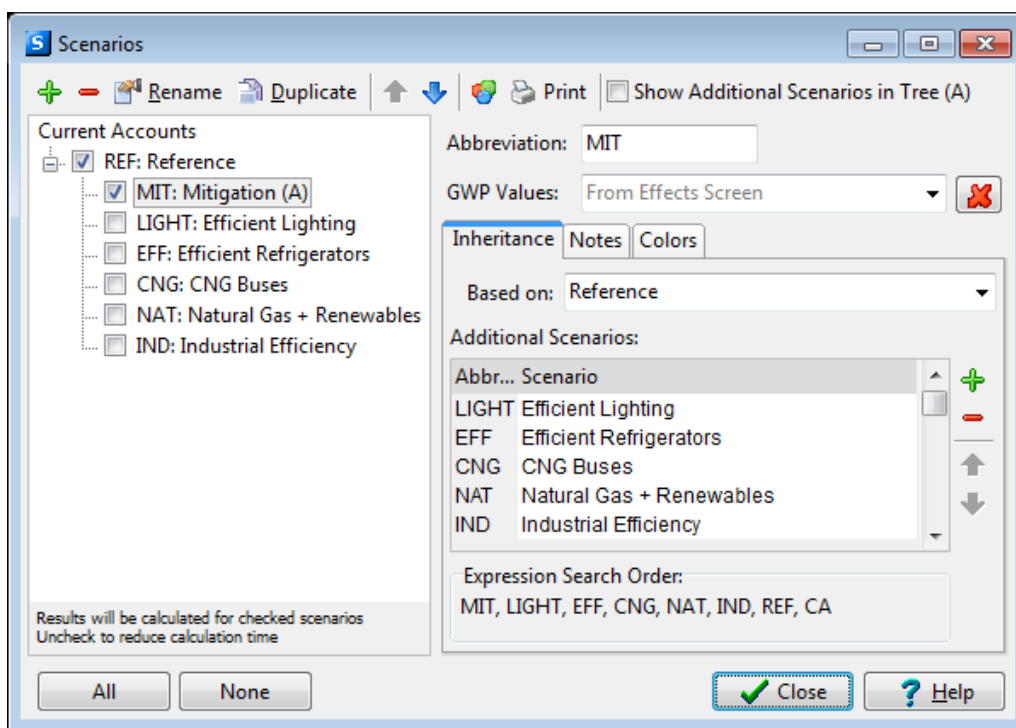 S Scenarios
Rename Duplicate Print Show Additional Scenarios in Tree (A)
Current Accounts
REF: Reference
MIT: Mitigation (A)
LIGHT: Efficient Lighting
EFF: Efficient Refrigerators
CNG: CNG Buses
NAT: Natural Gas + Renewables
IND: Industrial Efficiency
Results will be calculated for checked scenarios
Uncheck to reduce calculation time
Abbreviation: MIT
GWP Values: From Effects Screen
Inheritance Notes Colors
Based on: Reference
Additional Scenarios:
Abbr... Scenario
LIGHT Efficient Lighting
EFF Efficient Refrigerators
CNG CNG Buses
NAT Natural Gas + Renewables
IND Industrial Efficiency
Expression Search Order:
MIT, LIGHT, EFF, CNG, NAT, IND, REF, CA
All None Close ? Help